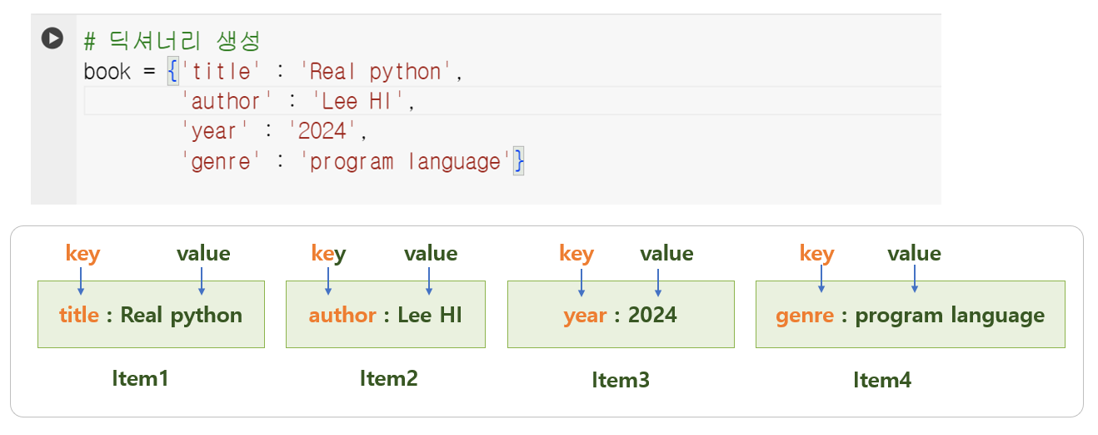 # 딕셔너리 생성
book = {'title' : 'Real python',
'author' : 'Lee HI',
'year' : '2024',
'genre' : 'program language'}
key value key value key value key value
title : Real python author : Lee HI year : 2024 genre : program language
Item1 Item2 Item3 Item4